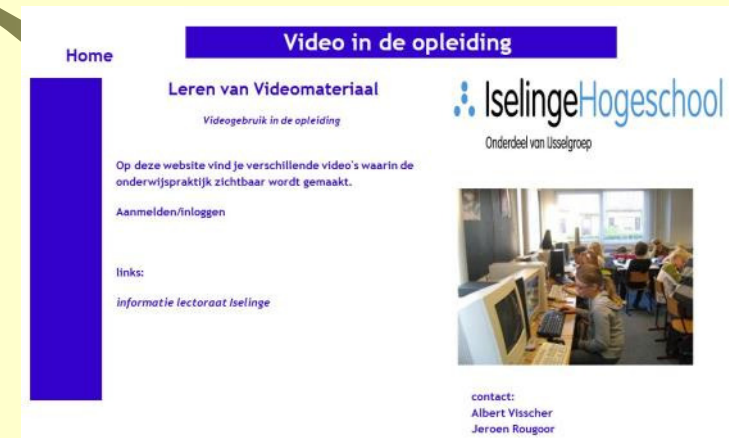 Video in de opleiding
Home
Leren van Videomateriaal
Videogebruik in de opleiding
Op deze website vind je verschillende video's waarin de
onderwijspraktijk zichtbaar wordt gemaakt.
Aanmelden/inloggen
links:
informatie lectoraat Iselinge
IselingeHogeschool
Onderdeel van IJsselgroep
contact:
Albert Visscher
Jeroen Rougoor